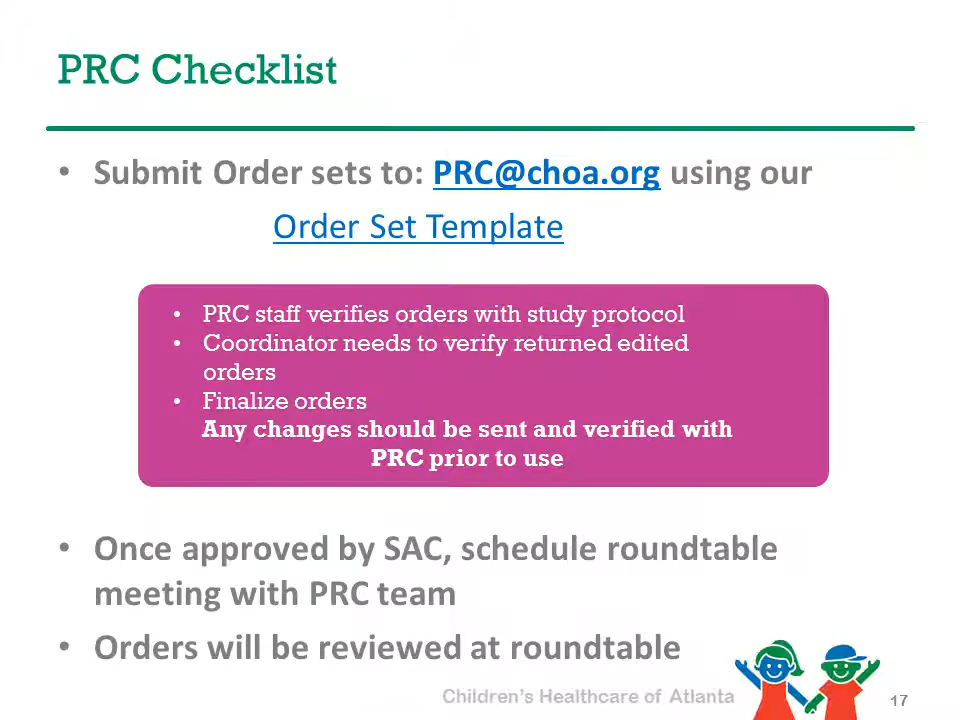 PRC Checklist
• Submit Order sets to: PRC@choa.org using our
Order Set Template
• PRC staff verifies orders with study protocol
• Coordinator needs to verify returned edited
orders
• Finalize orders
Any changes should be sent and verified with
PRC prior to use
• Once approved by SAC, schedule roundtable
meeting with PRC team
• Orders will be reviewed at roundtable
Children's Healthcare of Atlanta
17